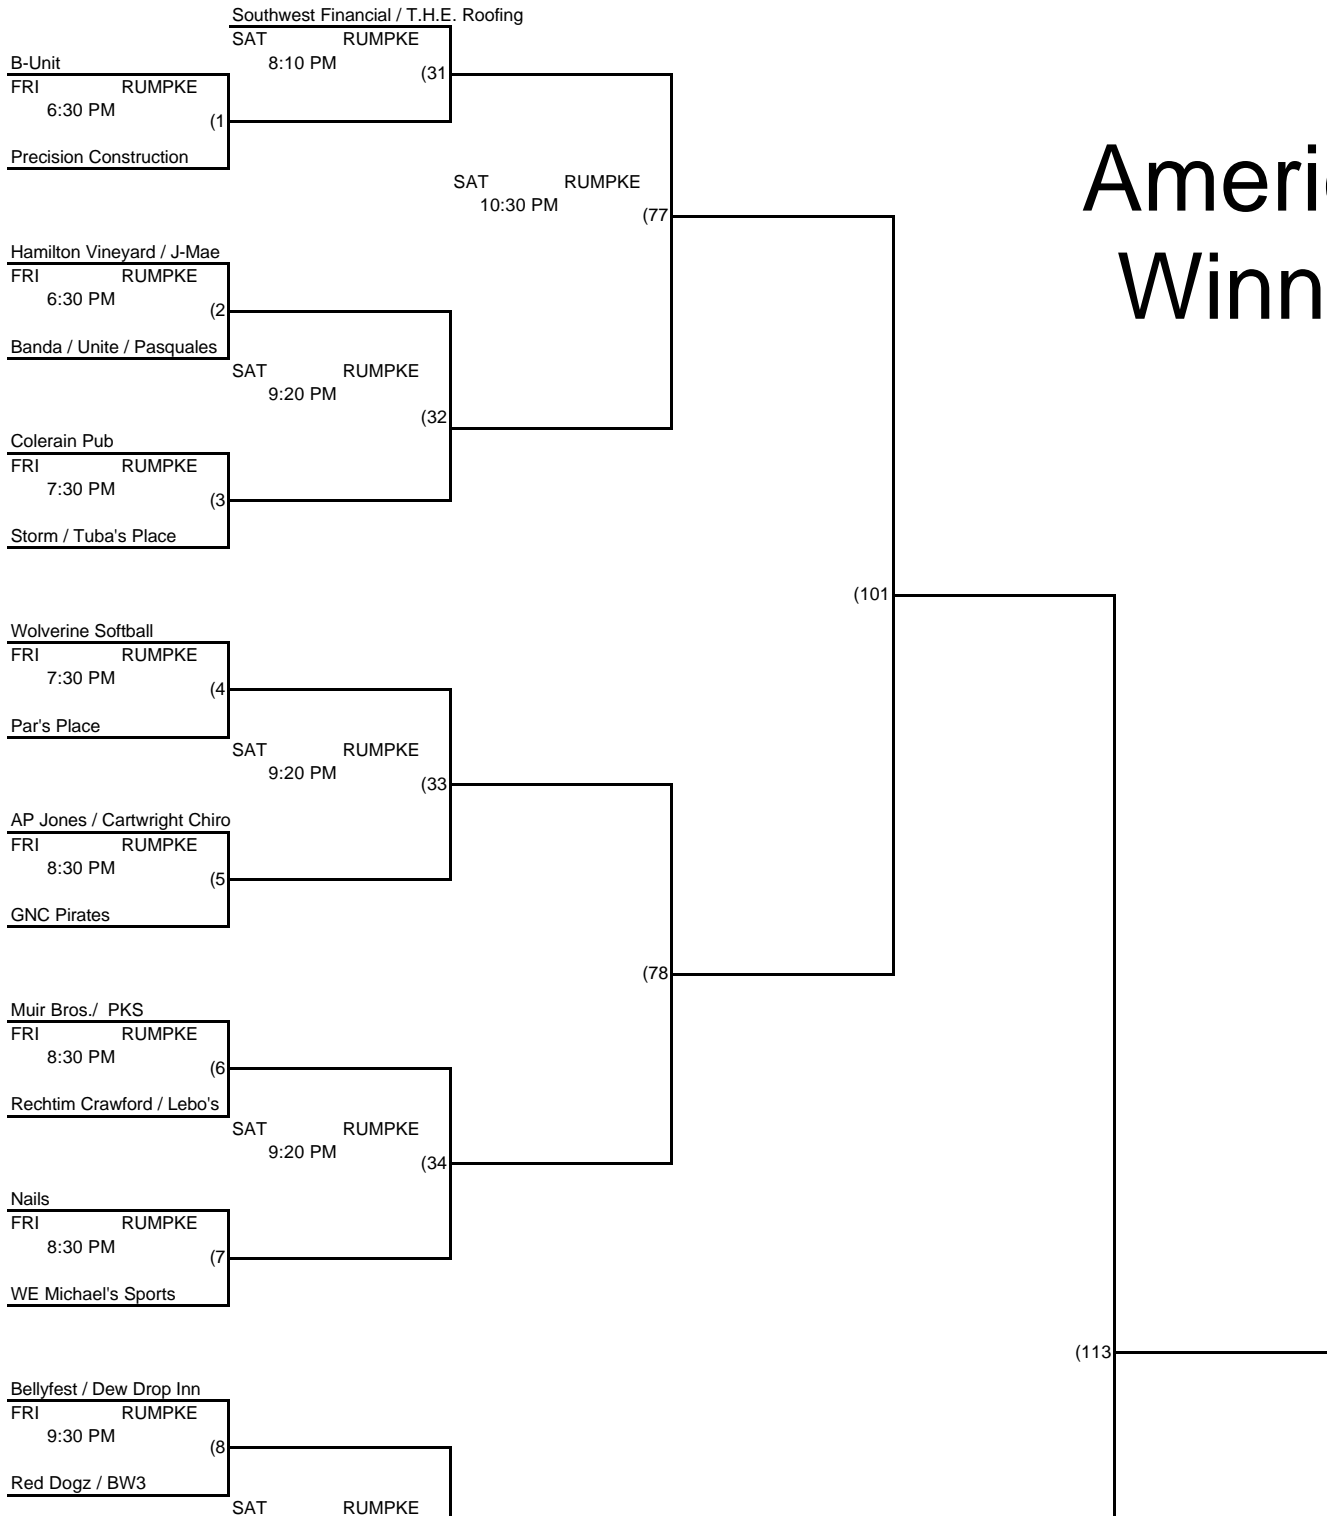 Southwest Financial / T.H.E. Roofing
SAT RUMPKE
8:10 PM
(31
B-Unit
FRI RUMPKE
6:30 PM
(1
Precision Construction
SAT RUMPKE
10:30 PM
(77
Ameri
Winn
Hamilton Vineyard / J-Mae
FRI RUMPKE
6:30 PM
(2
Banda / Unite / Pasquales
SAT RUMPKE
9:20 PM
(32
Colerain Pub
FRI RUMPKE
7:30 PM
(3
Storm / Tuba's Place
(101
Wolverine Softball
FRI RUMPKE
7:30 PM
(4
Par's Place
SAT RUMPKE
9:20 PM
(33
AP Jones / Cartwright Chiro
FRI RUMPKE
8:30 PM
(5
GNC Pirates
(78
Muir Bros./  PKS
FRI RUMPKE
8:30 PM
(6
Rechtim Crawford / Lebo's
SAT RUMPKE
9:20 PM
(34
Nails
FRI RUMPKE
8:30 PM
(7
WE Michael's Sports
(113
Bellyfest / Dew Drop Inn
FRI RUMPKE
9:30 PM
(8
Red Dogz / BW3
SAT RUMPKE